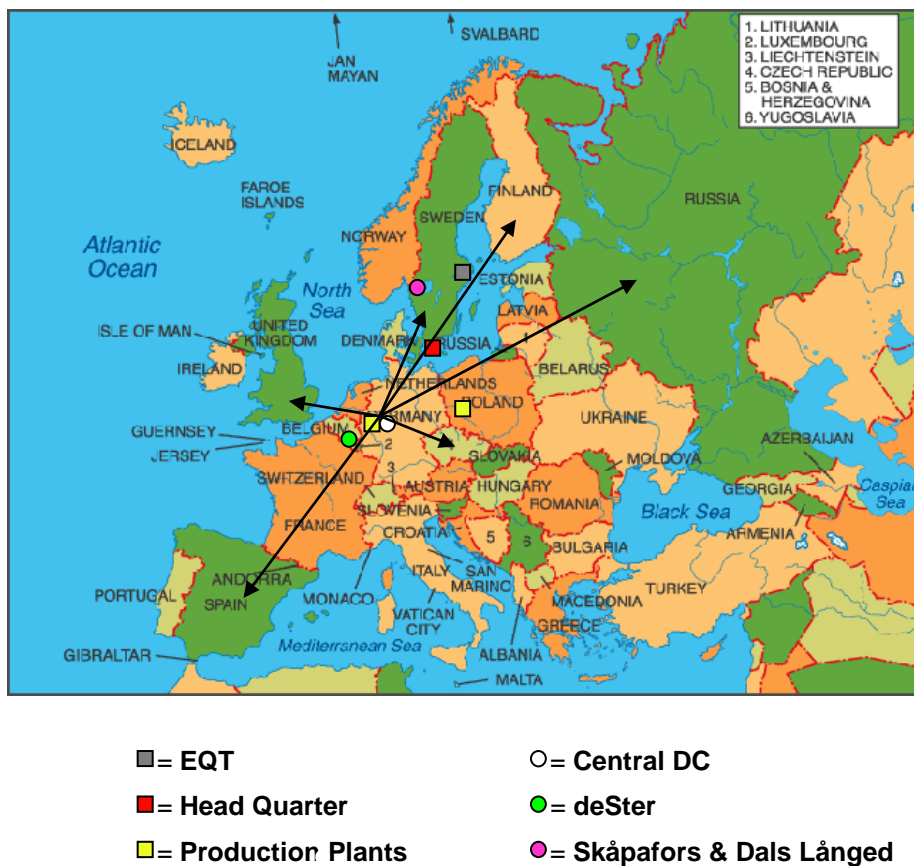 SVALBARD
JAN
MAYAN
1. LITHUANIA
2. LUXEMBOURG
3. LIECHTENSTEIN
4. CZECH REPUBLIC
5. BOSNIA &
HERZEGOVINA
6. YUGOSLAVIA
ICELAND
FAROE
ISLANDS
FINLAND
RUSSIA
SWEDEN
NORWAY
Atlantic
Ocean
ESTONIA
North
Sea
LATVIA
1
ISLE OF MAN
UNITED
KINGDOM
DENMARK
RUSSIA
IRELAND
BELARUS
NETHERLANDS
GERMANY
POLAND
UKRAINE
GUERNSEY
JERSEY
BELGIUM
2
SLOVAKIA
MOLDOVA
AZERBAIJAN
SWITZERLAND
3
AUSTRIA
HUNGARY
GEORGIA
Caspian
Sea
SLOVENIA
ROMANIA
Black Sea
FRANCE
CROATIA
5
6
BULGARIA
ARMENIA
ANDORRA
ITALY
SAN
MARINO
TURKEY
PORTUGAL
SPAIN
MONACO
VATICAN
CITY
MACEDONIA
GREECE
Mediterranean Sea
GIBRALTAR
ALBANIA
MALTA
= EQT
= Central DC
= Head Quarter
= deSter
= Production Plants
= Skåpafors & Dals Långed